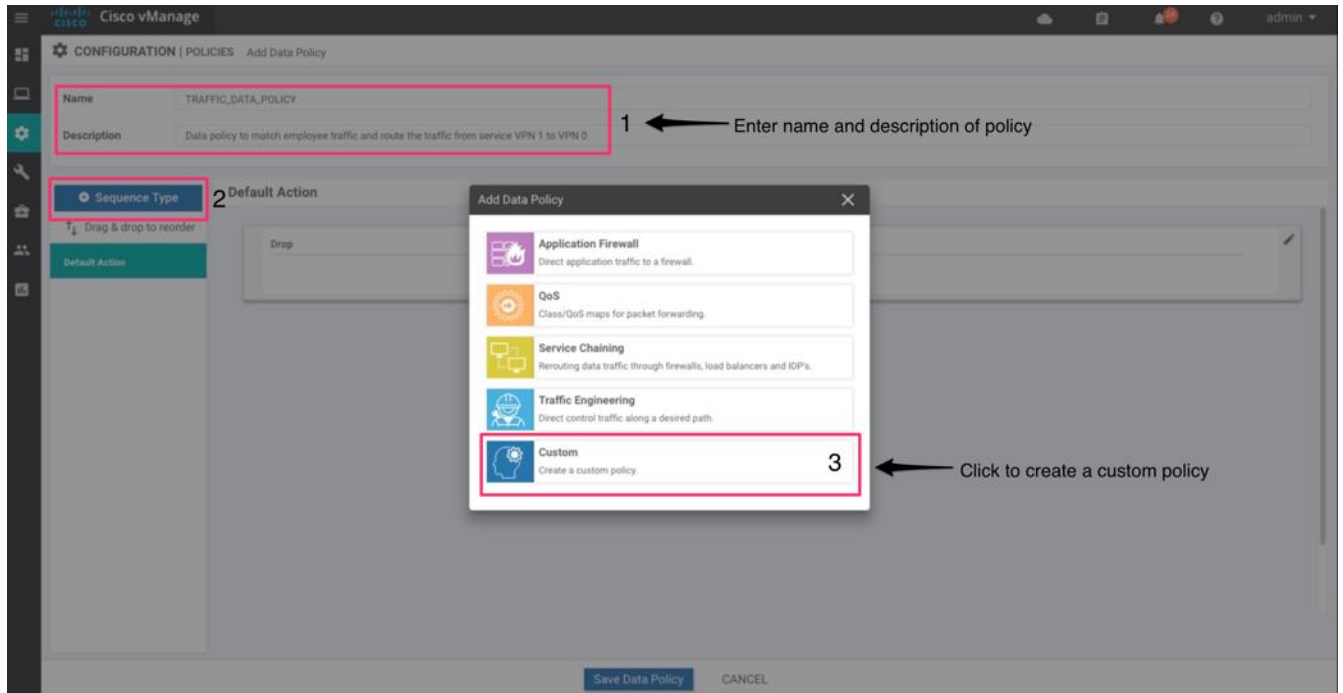 CISCO Cisco vManage
admin
CONFIGURATION | POLICIES Add Data Policy
Name TRAFFIC_DATA_POLICY
Description Data policy to match employee traffic and route the traffic from service VPN 1 to VPN 0
1 Enter name and description of policy
Sequence Type
2
Default Action
Drag & drop to reorder
Default Action
Drop
Add Data Policy
Application Firewall
Direct application traffic to a firewall.
QoS
Class/QoS maps for packet forwarding.
Service Chaining
Rerouting data traffic through firewalls, load balancers and IDP's.
Traffic Engineering
Direct control traffic along a desired path.
Custom
Create a custom policy.
3 Click to create a custom policy
Save Data Policy CANCEL